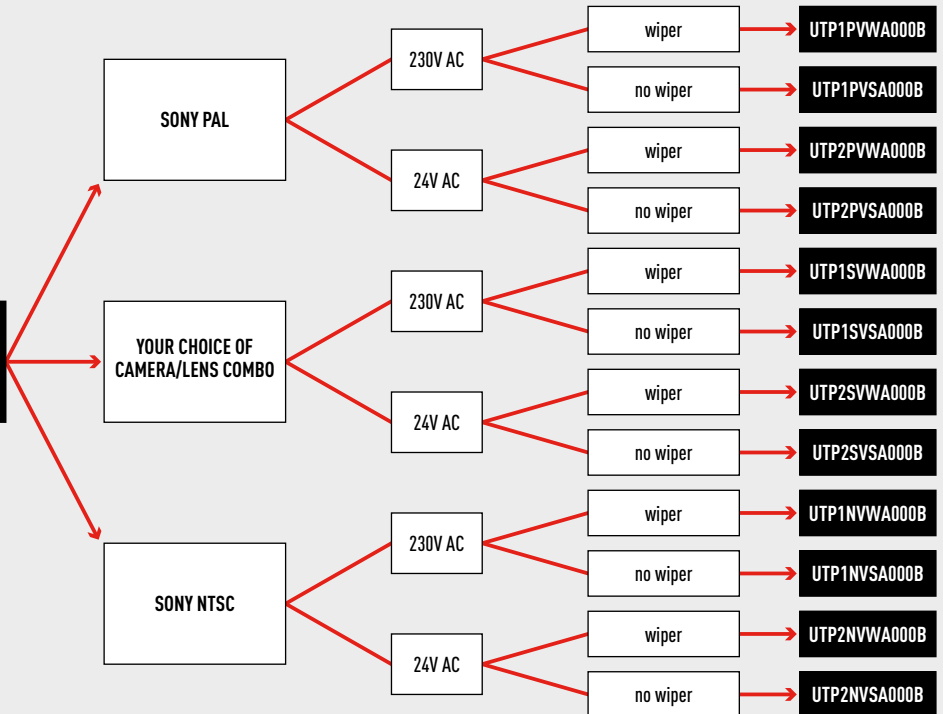 SONY PAL
230V AC
wiper
UTP1PVWA000B
no wiper
UTP1PVSA000B
24V AC
wiper
UTP2PVWA000B
no wiper
UTP2PVSA000B
YOUR CHOICE OF
CAMERA/LENS COMBO
230V AC
wiper
UTP1SVWA000B
no wiper
UTP1SVSA000B
24V AC
wiper
UTP2SVWA000B
no wiper
UTP2SVSA000B
SONY NTSC
230V AC
wiper
UTP1NVWA000B
no wiper
UTP1NVSA000B
24V AC
wiper
UTP2NVWA000B
no wiper
UTP2NVSA000B